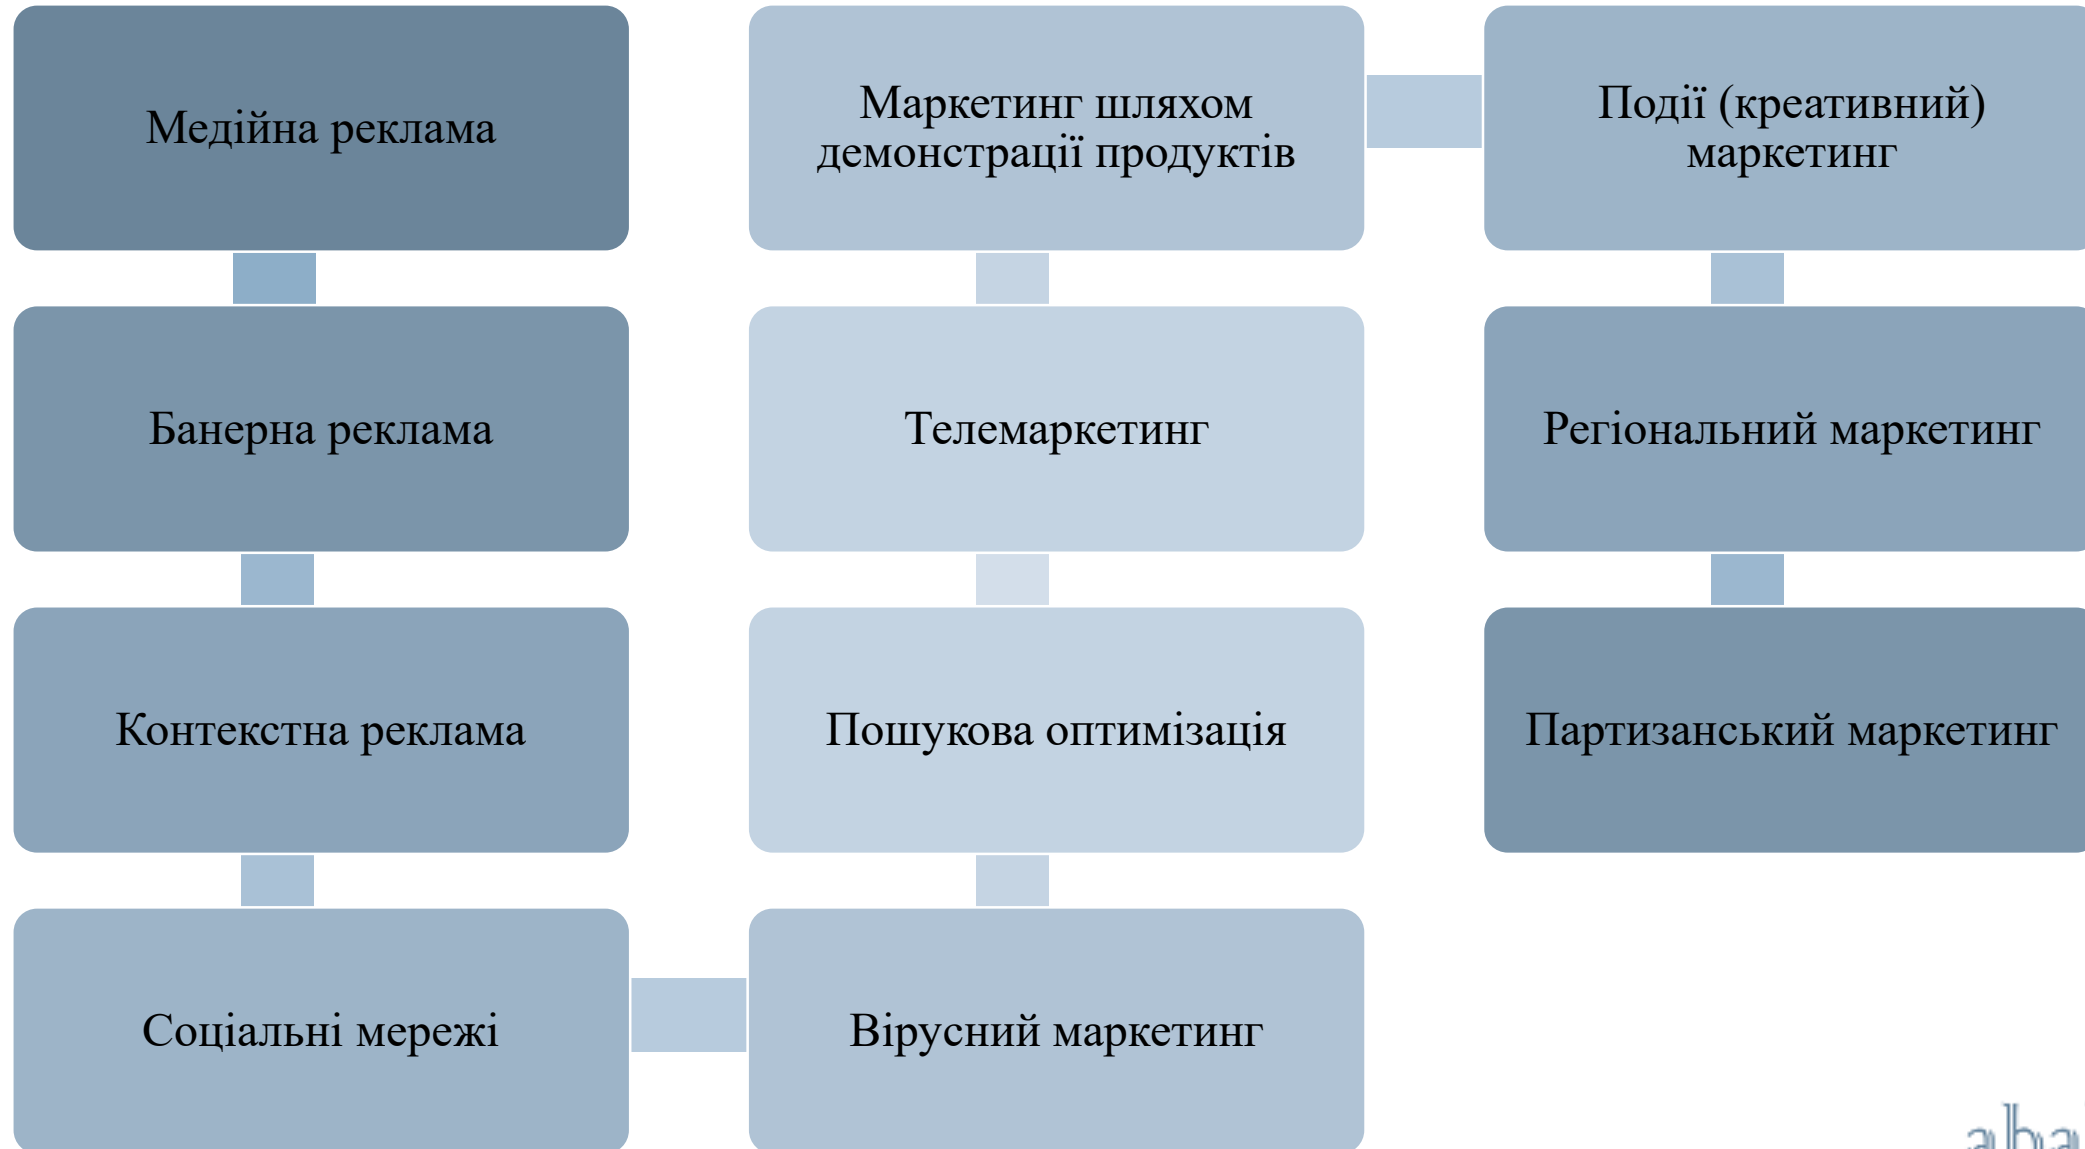 Медійна реклама
Банерна реклама
Контекстна реклама
Соціальні мережі
Вірусний маркетинг
Пошукова оптимізація
Телемаркетинг
Маркетинг шляхом
демонстрації продуктів
Події (креативний)
маркетинг
Регіональний маркетинг
Партизанський маркетинг